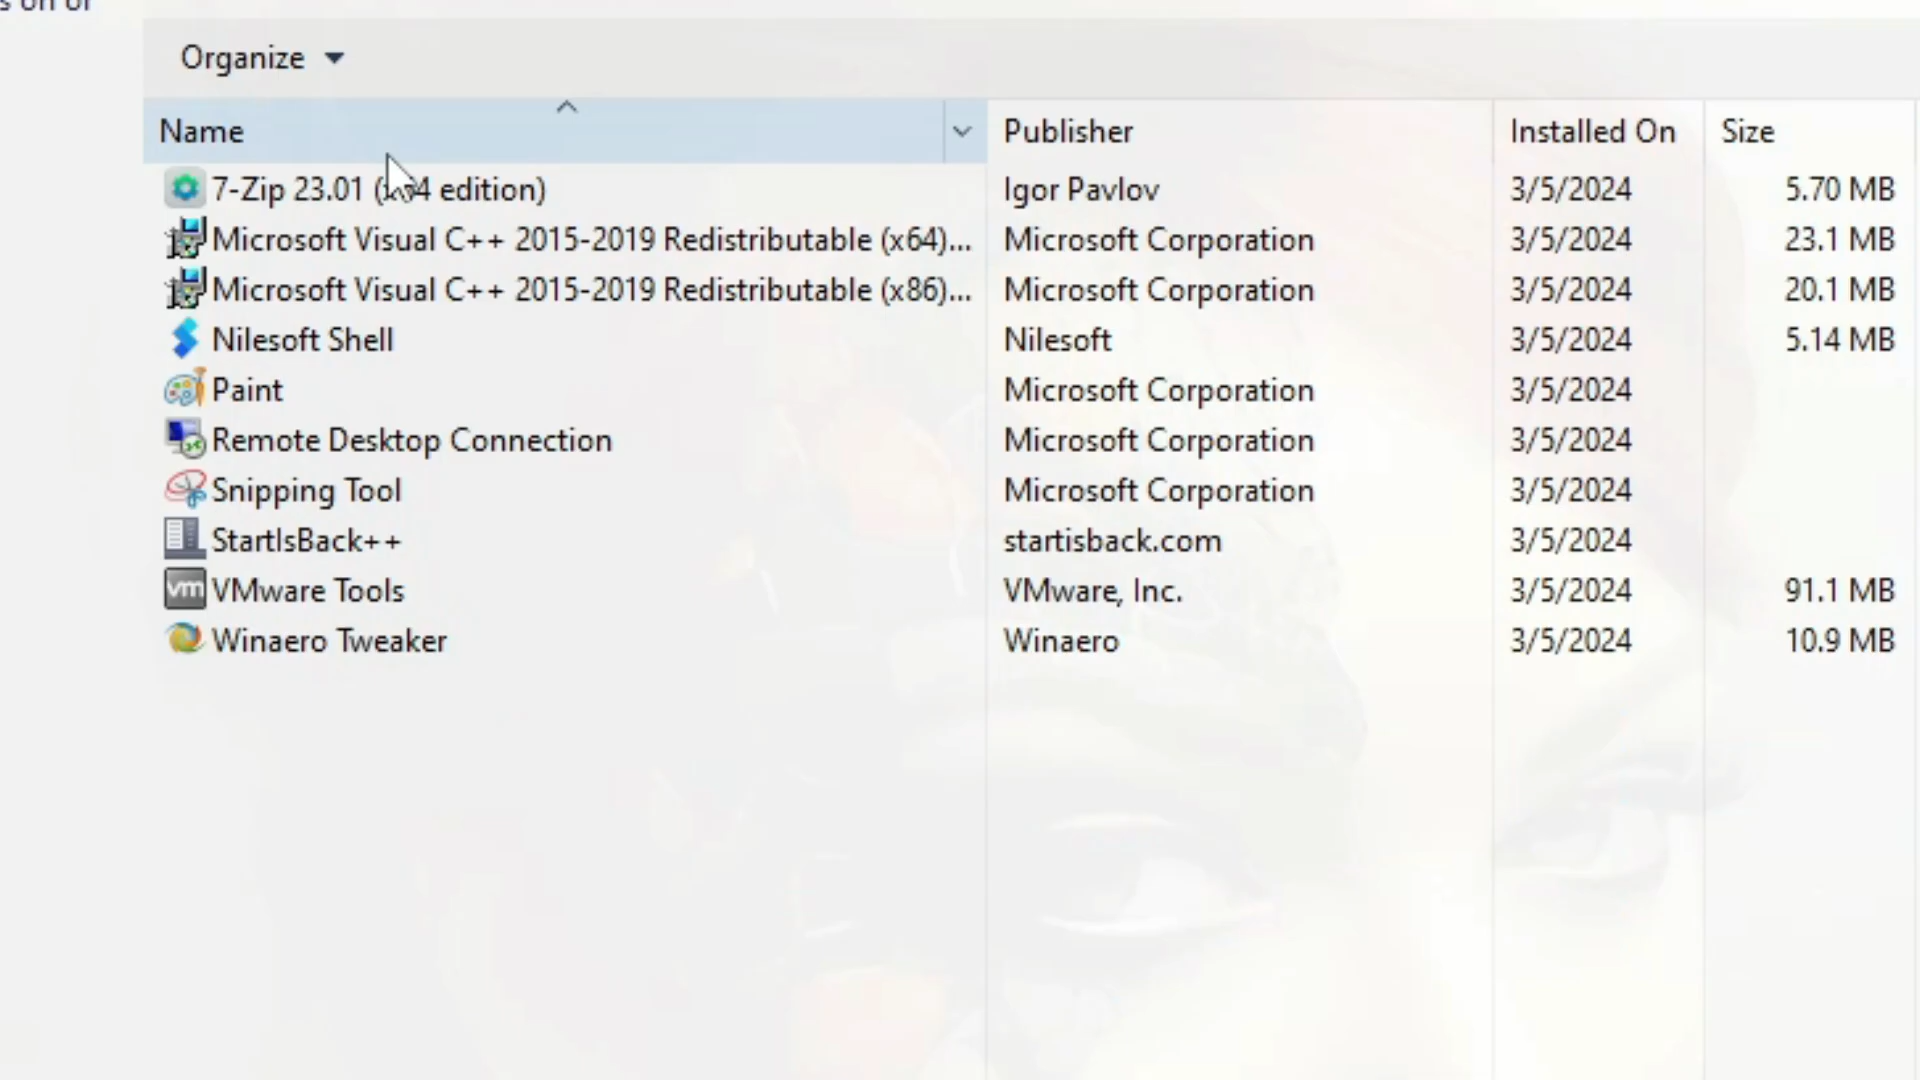 Organize
Name Publisher Installed On Size
7-Zip 23.01 (x64 edition) Igor Pavlov 3/5/2024 5.70 MB
Microsoft Visual C++ 2015-2019 Redistributable (x64)... Microsoft Corporation 3/5/2024 23.1 MB
Microsoft Visual C++ 2015-2019 Redistributable (x86)... Microsoft Corporation 3/5/2024 20.1 MB
Nilesoft Shell Nilesoft 3/5/2024 5.14 MB
Paint Microsoft Corporation 3/5/2024
Remote Desktop Connection Microsoft Corporation 3/5/2024
Snipping Tool Microsoft Corporation 3/5/2024
StartIsBack++ startisback.com 3/5/2024
vm VMware Tools VMware, Inc. 3/5/2024 91.1 MB
Winaero Tweaker Winaero 3/5/2024 10.9 MB